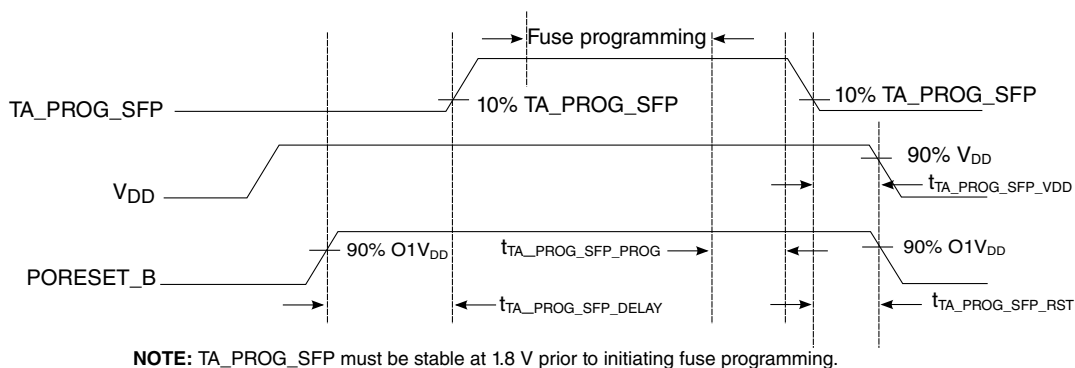 Fuse programming
TA_PROG_SFP
10% TA_PROG_SFP
10% TA_PROG_SFP
VDD
90% VDD
tTA_PROG_SFP_VDD
PORESET_B
90% O1VDD
tTA_PROG_SFP_PROG
90% O1VDD
tTA_PROG_SFP_DELAY
tTA_PROG_SFP_RST
NOTE: TA_PROG_SFP must be stable at 1.8 V prior to initiating fuse programming.